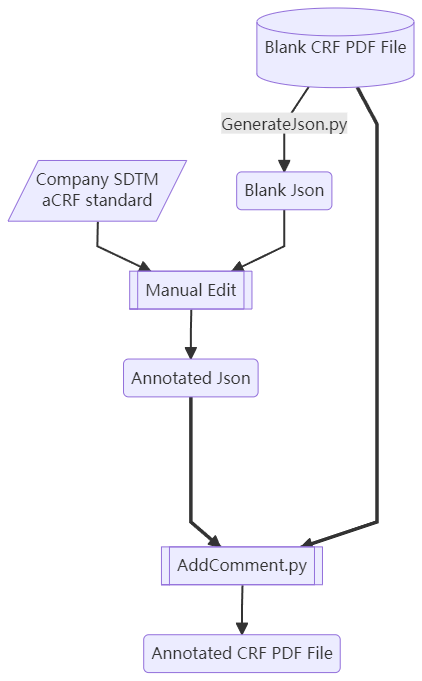 Blank CRF PDF File
GenerateJson.py
Company SDTM
aCRF standard
Blank Json
Manual Edit
Annotated Json
AddComment.py
Annotated CRF PDF File